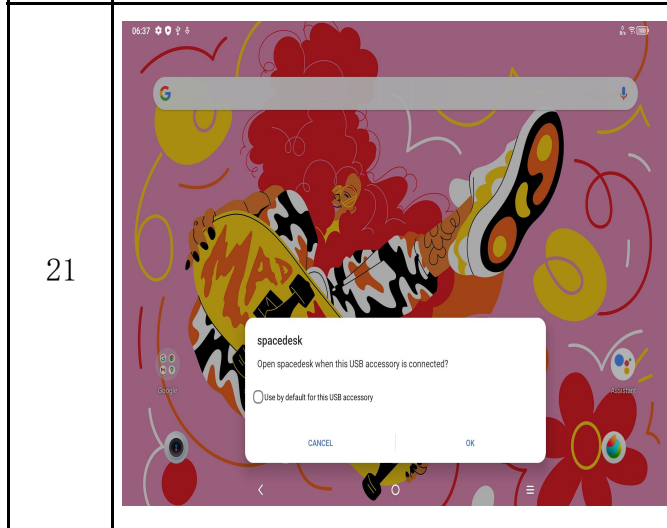 21
06:37
MAD
spacedesk
Open spacedesk when this USB accessory is connected?
Use by default for this USB accessory
Google
Assistant
CANCEL
OK